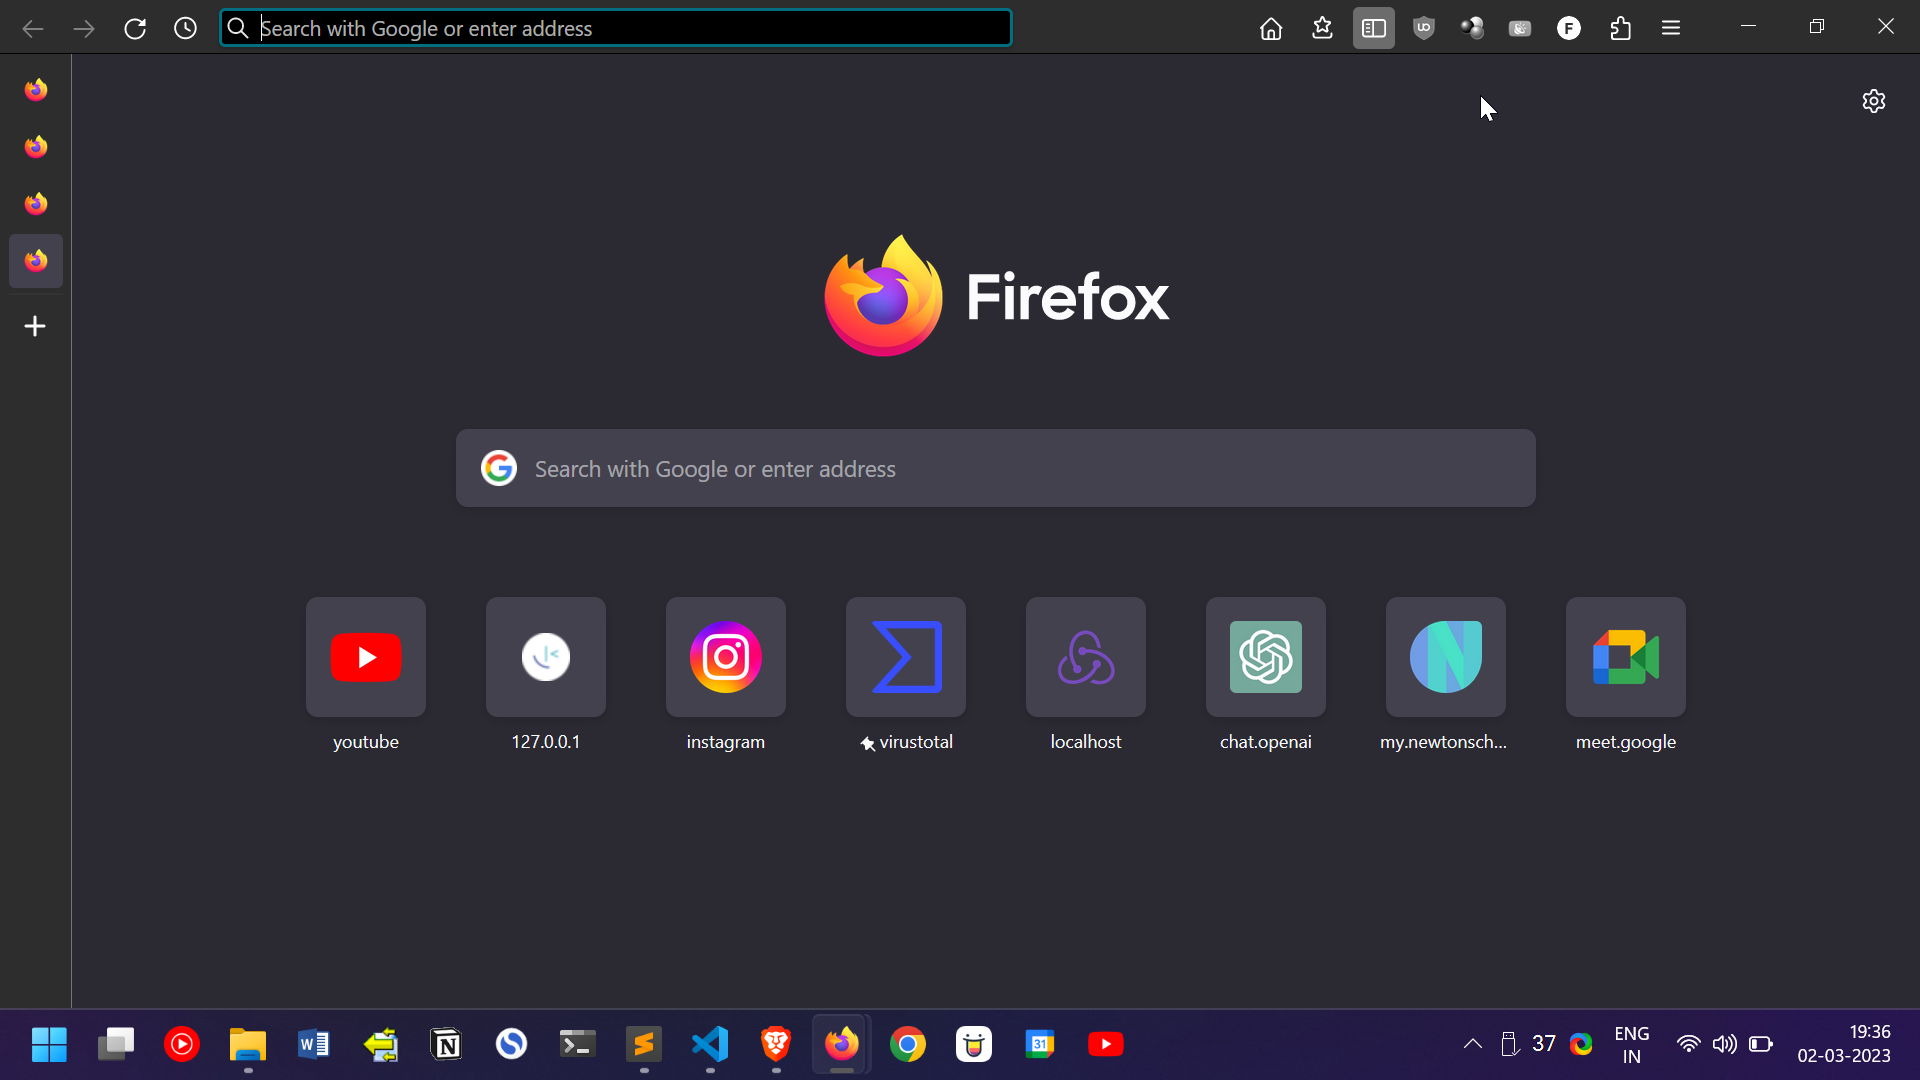 Search with Google or enter address
F
Firefox
Search with Google or enter address
youtube
127.0.0.1
instagram
virustotal
localhost
chat.openai
my.newtonsch...
meet.google
37
ENG
IN
19:36
02-03-2023
31